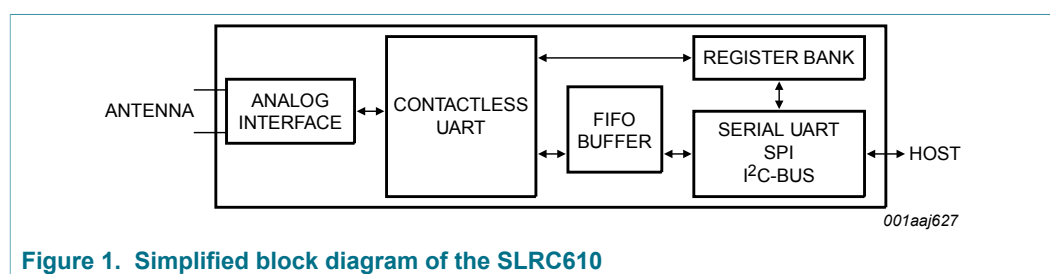 ANTENNA
ANALOG
INTERFACE
CONTACTLESS
UART
FIFO
BUFFER
REGISTER BANK
SERIAL UART
SPI
I²C-BUS
HOST
001aaj627
Figure 1. Simplified block diagram of the SLRC610